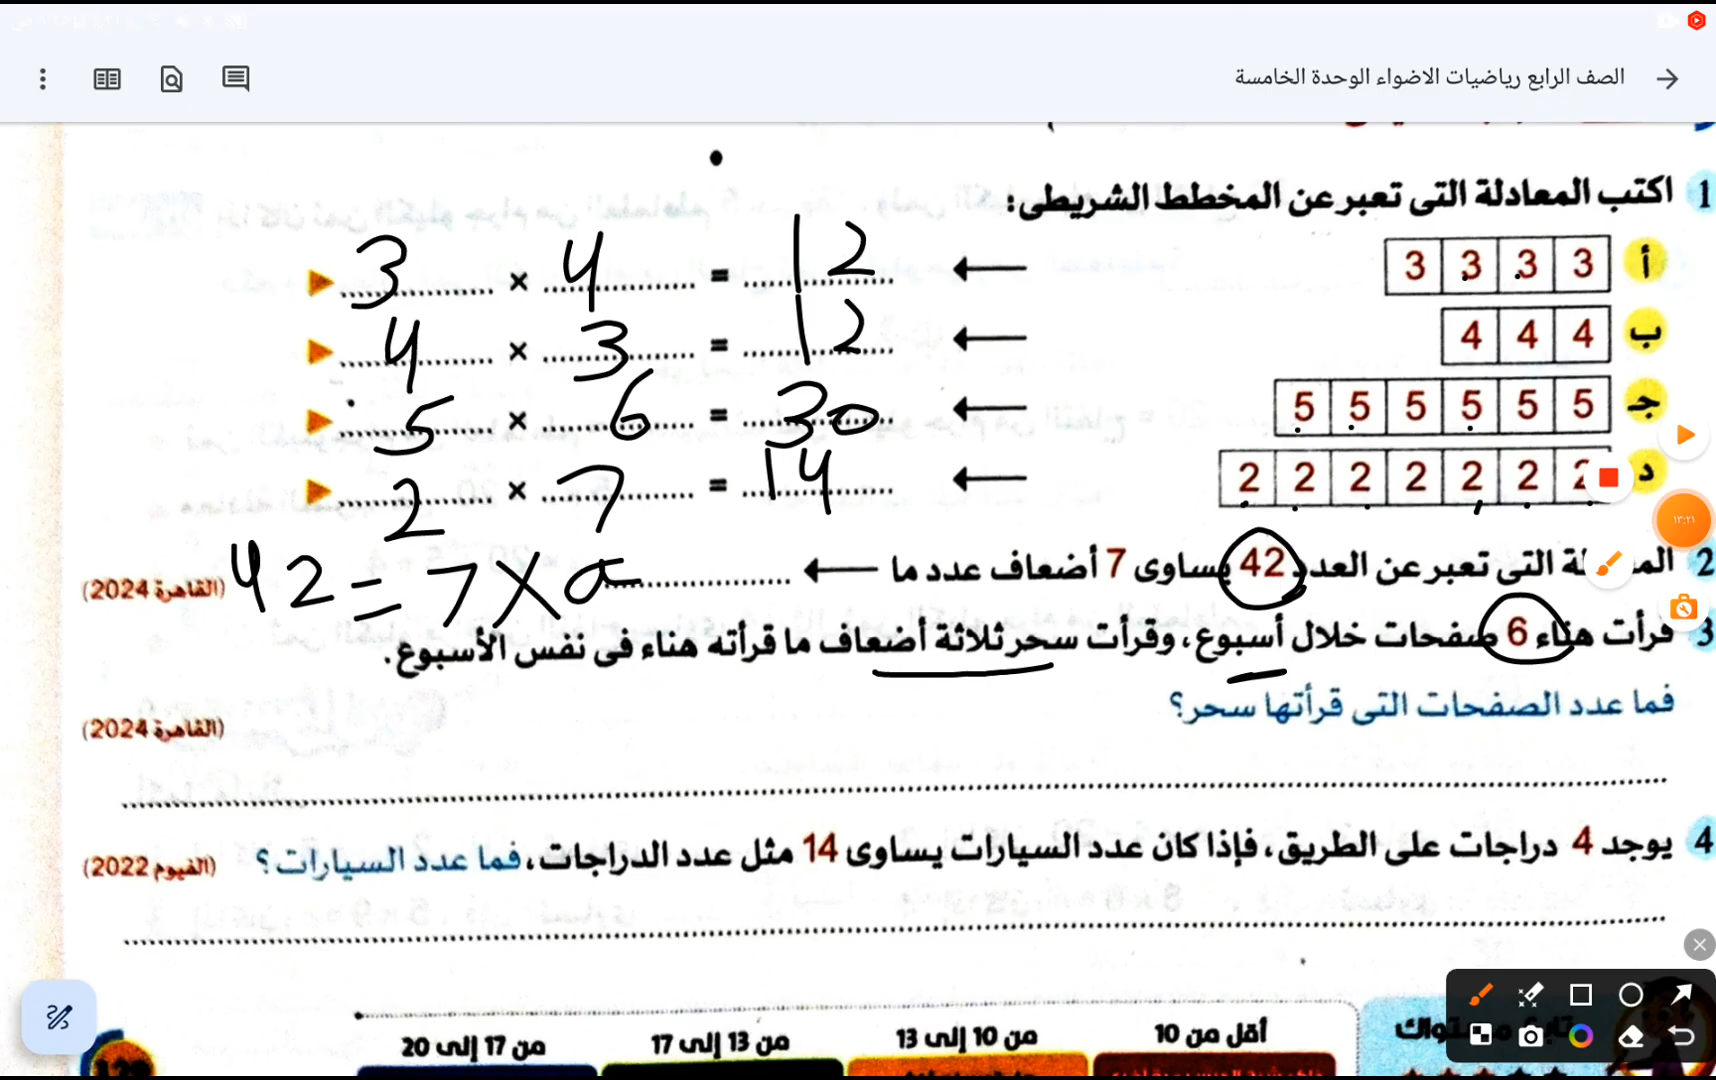 الصف الرابع رياضيات الاضواء الوحدة الخامسة
1 اكتب المعادلة التى تعبر عن المخطط الشريطى:
أ 3 3 3 3 ← 3 × 4 = 12
ب 4 4 4 ← 4 × 3 = 12
جـ 5 5 5 5 5 5 ← 5 × 6 = 30
د 2 2 2 2 2 2 2 ← 2 × 7 = 14
2 التى تعبر عن العدد 42 يساوى 7 أضعاف عدد ما ← 42 = 7 × a (القاهرة 2024)
3 قرأت هناء 6 صفحات خلال أسبوع، وقرأت سحر ثلاثة أضعاف ما قرأته هناء فى نفس الأسبوع.
فما عدد الصفحات التى قرأتها سحر؟ (القاهرة 2024)
4 يوجد 4 دراجات على الطريق، فإذا كان عدد السيارات يساوى 14 مثل عدد الدراجات، فما عدد السيارات؟ (الفيوم 2022)
أقل من 10 من 10 إلى 13 من 13 إلى 17 من 17 إلى 20
١٣:٢١